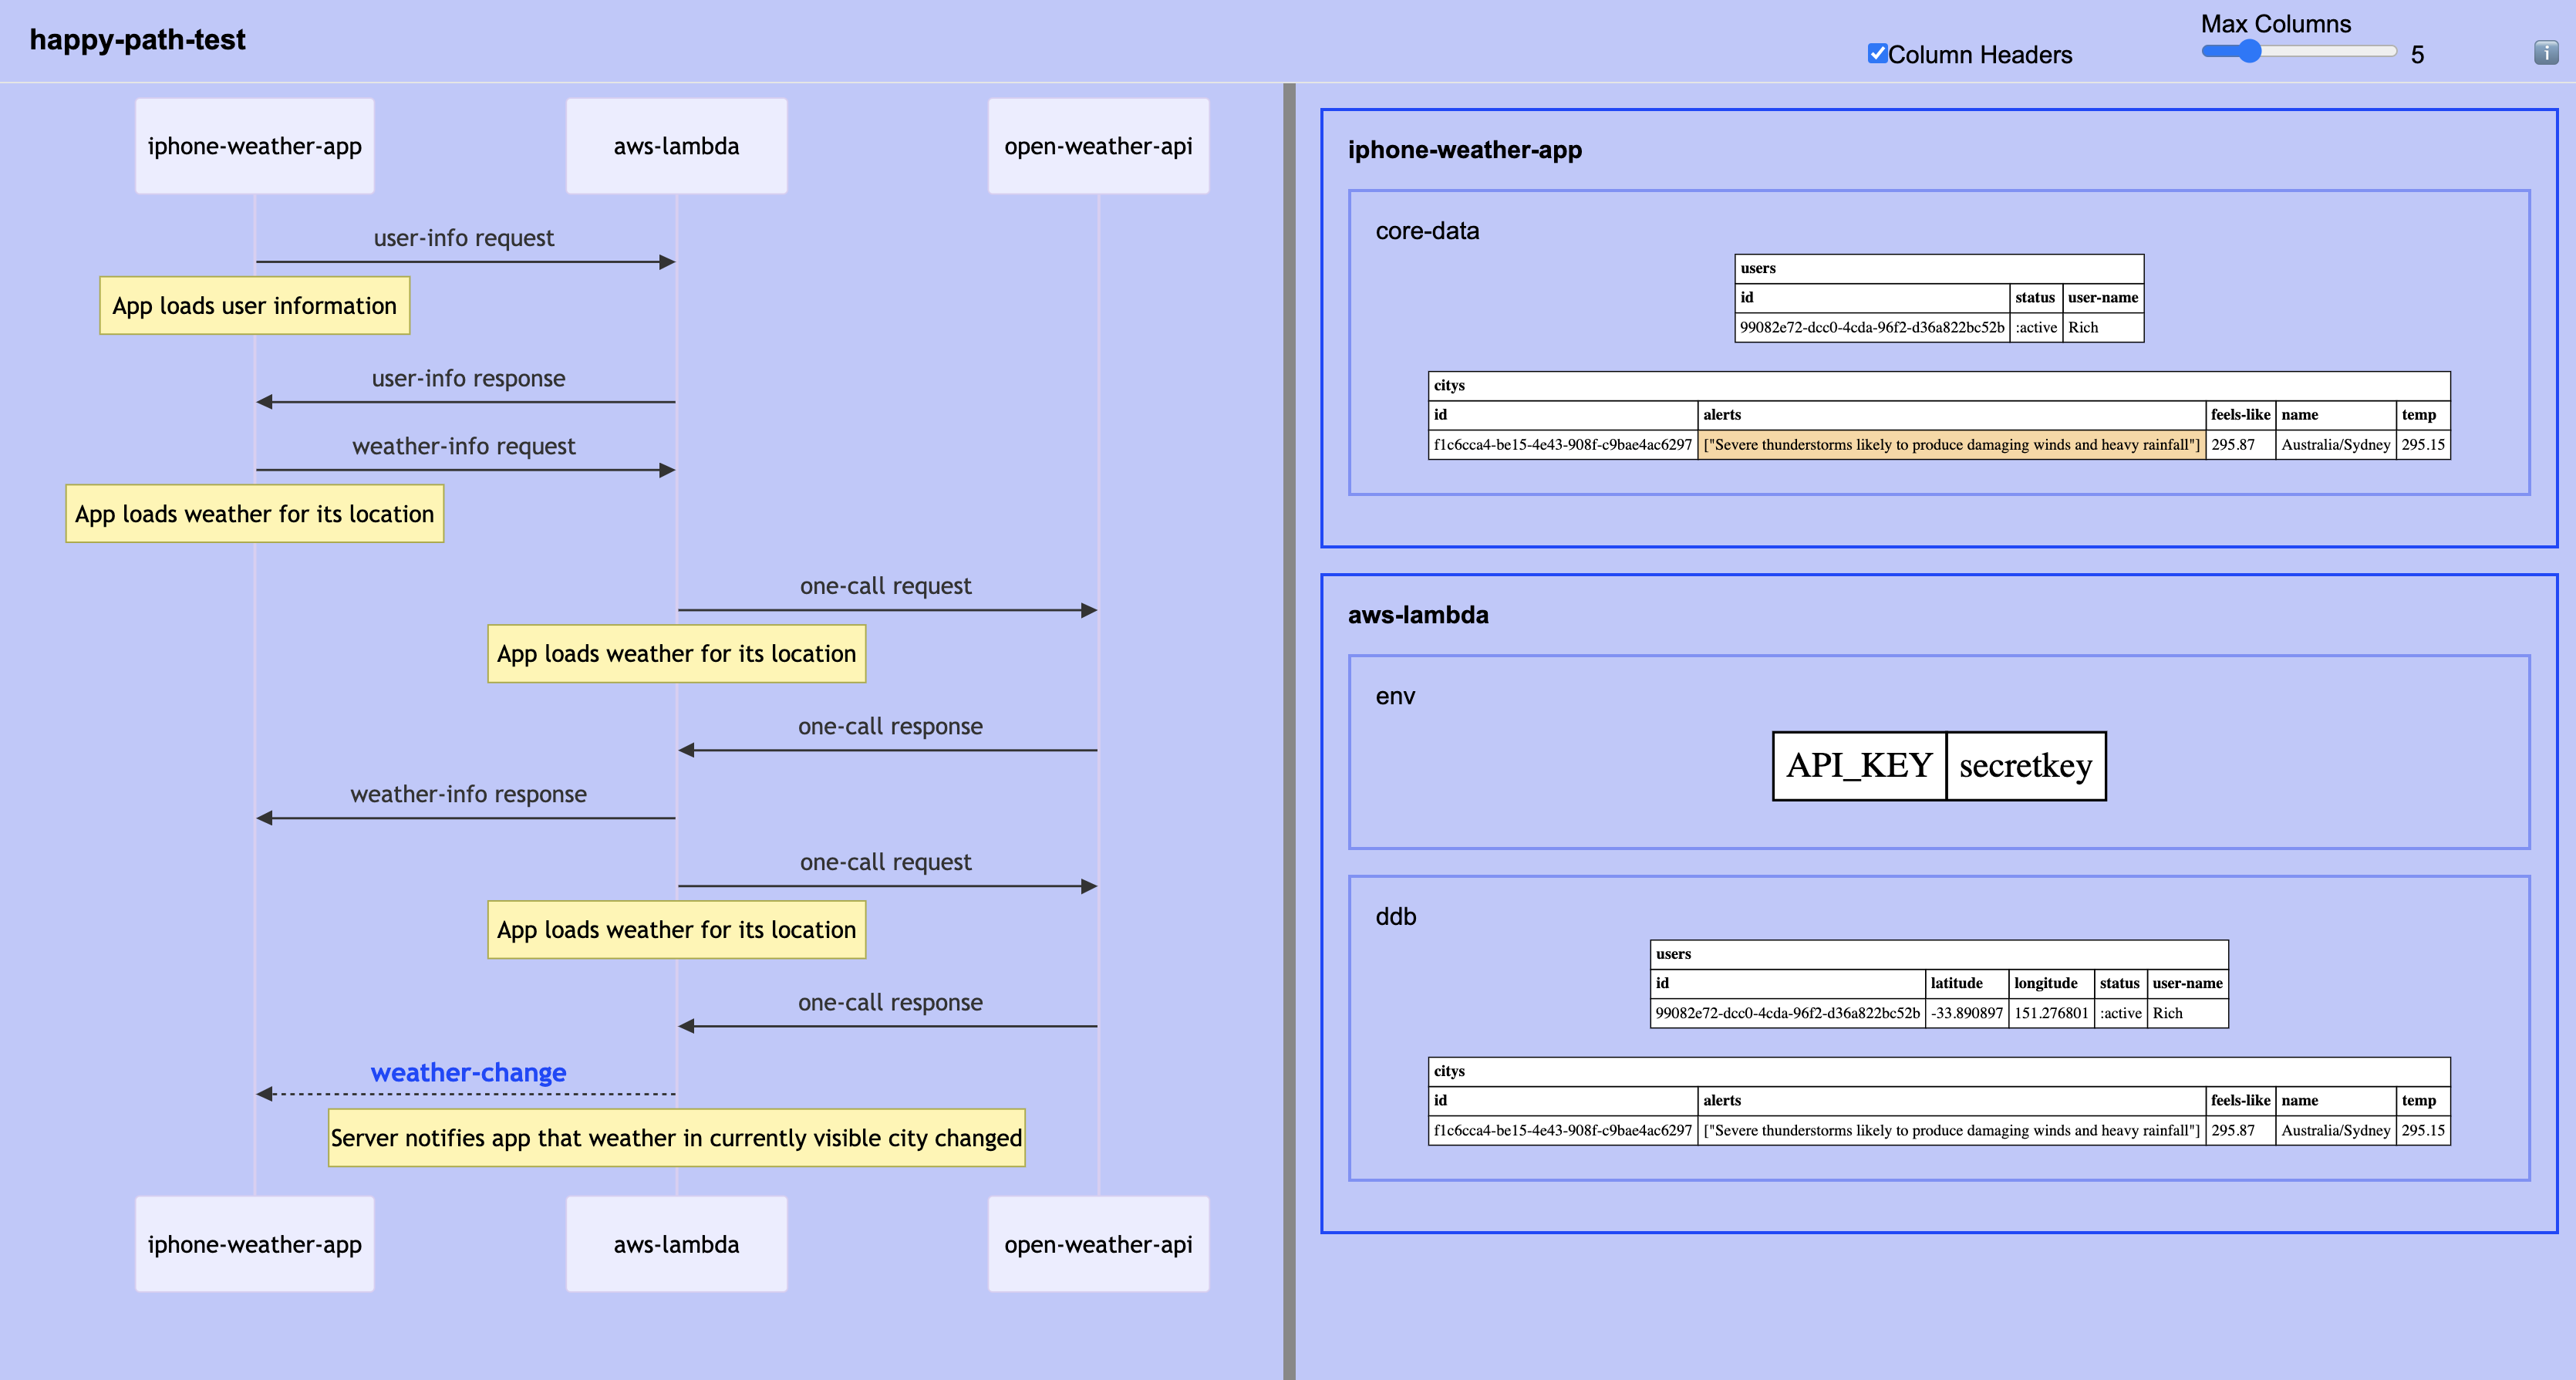 happy-path-test
Column Headers
Max Columns
5
i
iphone-weather-app
aws-lambda
open-weather-api
user-info request
App loads user information
user-info response
weather-info request
App loads weather for its location
one-call request
App loads weather for its location
one-call response
weather-info response
one-call request
App loads weather for its location
one-call response
weather-change
Server notifies app that weather in currently visible city changed
iphone-weather-app
aws-lambda
open-weather-api
iphone-weather-app
core-data
users
id status user-name
99082e72-dcc0-4cda-96f2-d36a822bc52b :active Rich
citys
id alerts feels-like name temp
f1c6cca4-be15-4e43-908f-c9bae4ac6297 ["Severe thunderstorms likely to produce damaging winds and heavy rainfall"] 295.87 Australia/Sydney 295.15
aws-lambda
env
API_KEY secretkey
ddb
users
id latitude longitude status user-name
99082e72-dcc0-4cda-96f2-d36a822bc52b -33.890897 151.276801 :active Rich
citys
id alerts feels-like name temp
f1c6cca4-be15-4e43-908f-c9bae4ac6297 ["Severe thunderstorms likely to produce damaging winds and heavy rainfall"] 295.87 Australia/Sydney 295.15